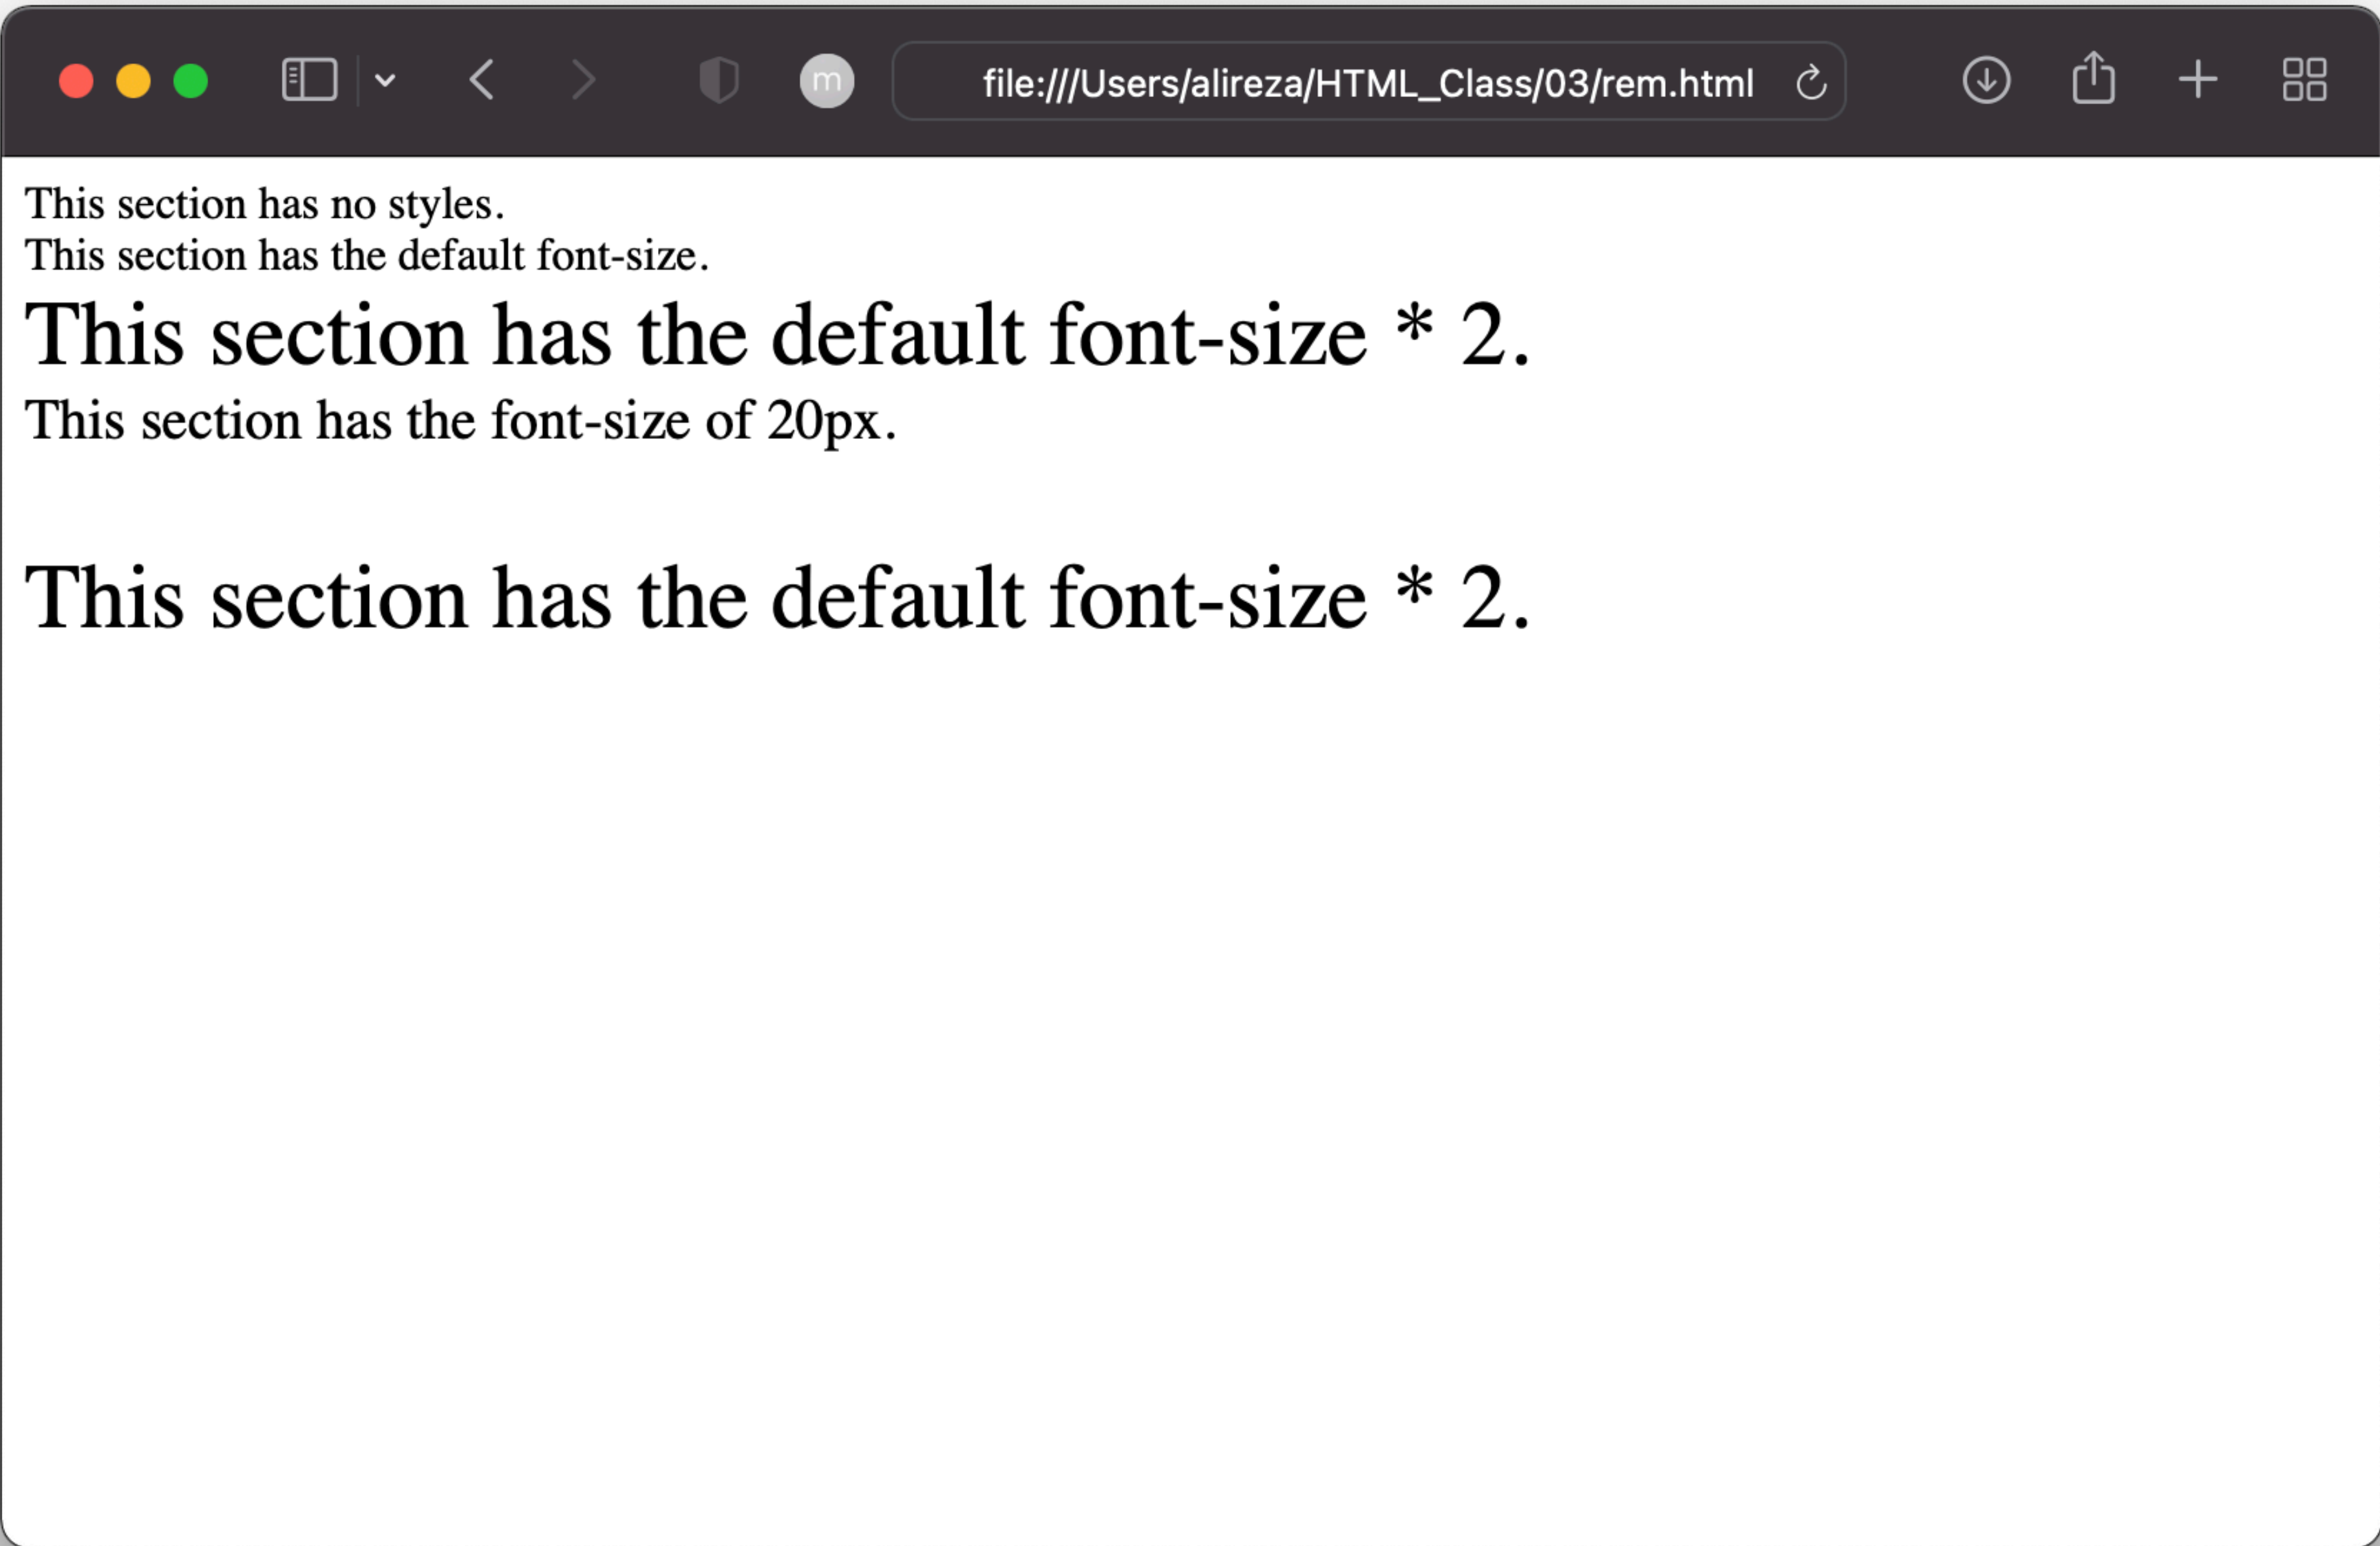 m
file:///Users/alireza/HTML_Class/03/rem.html
This section has no styles.
This section has the default font-size.
This section has the default font-size * 2.
This section has the font-size of 20px.
This section has the default font-size * 2.